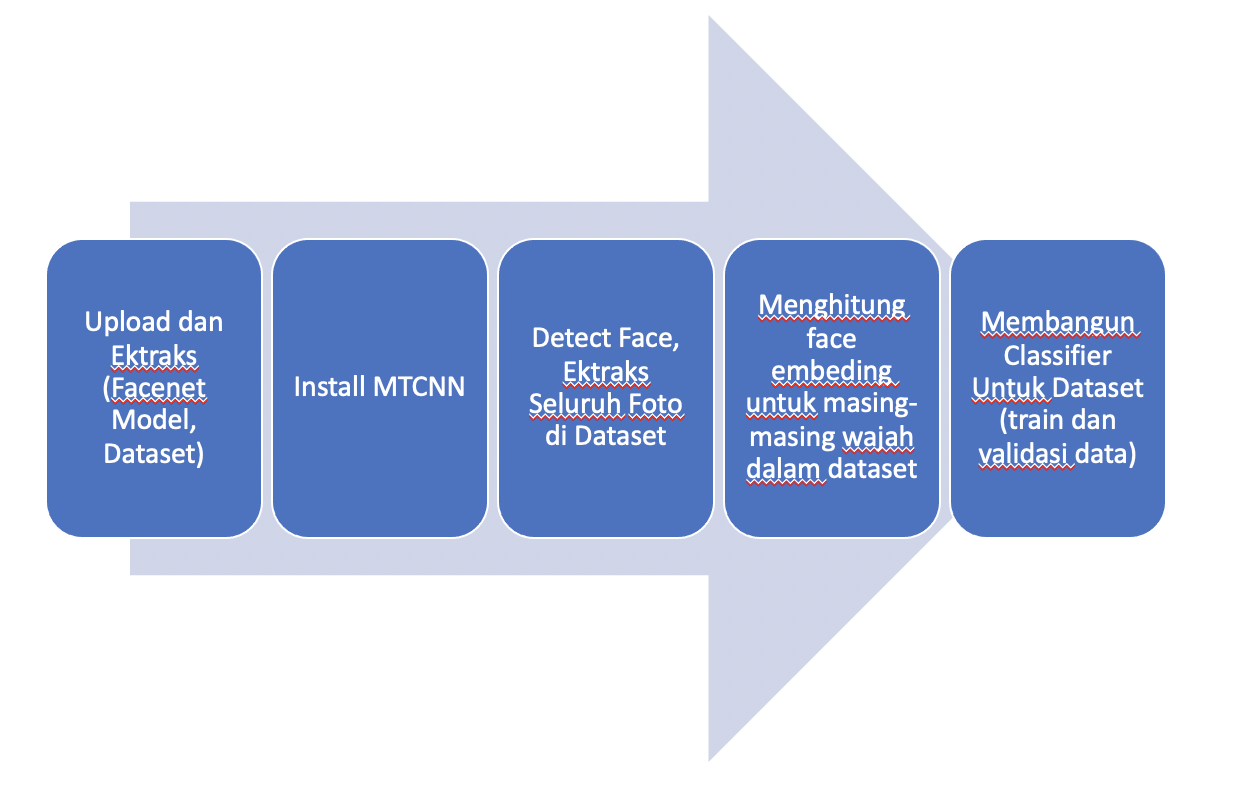 Upload dan
Ektraks
(Facenet
Model,
Dataset)
Install MTCNN
Detect Face,
Ektraks
Seluruh Foto
di Dataset
Menghitung
face
embeding
untuk masing-
masing wajah
dalam dataset
Membangun
Classifier
Untuk Dataset
(train dan
validasi data)